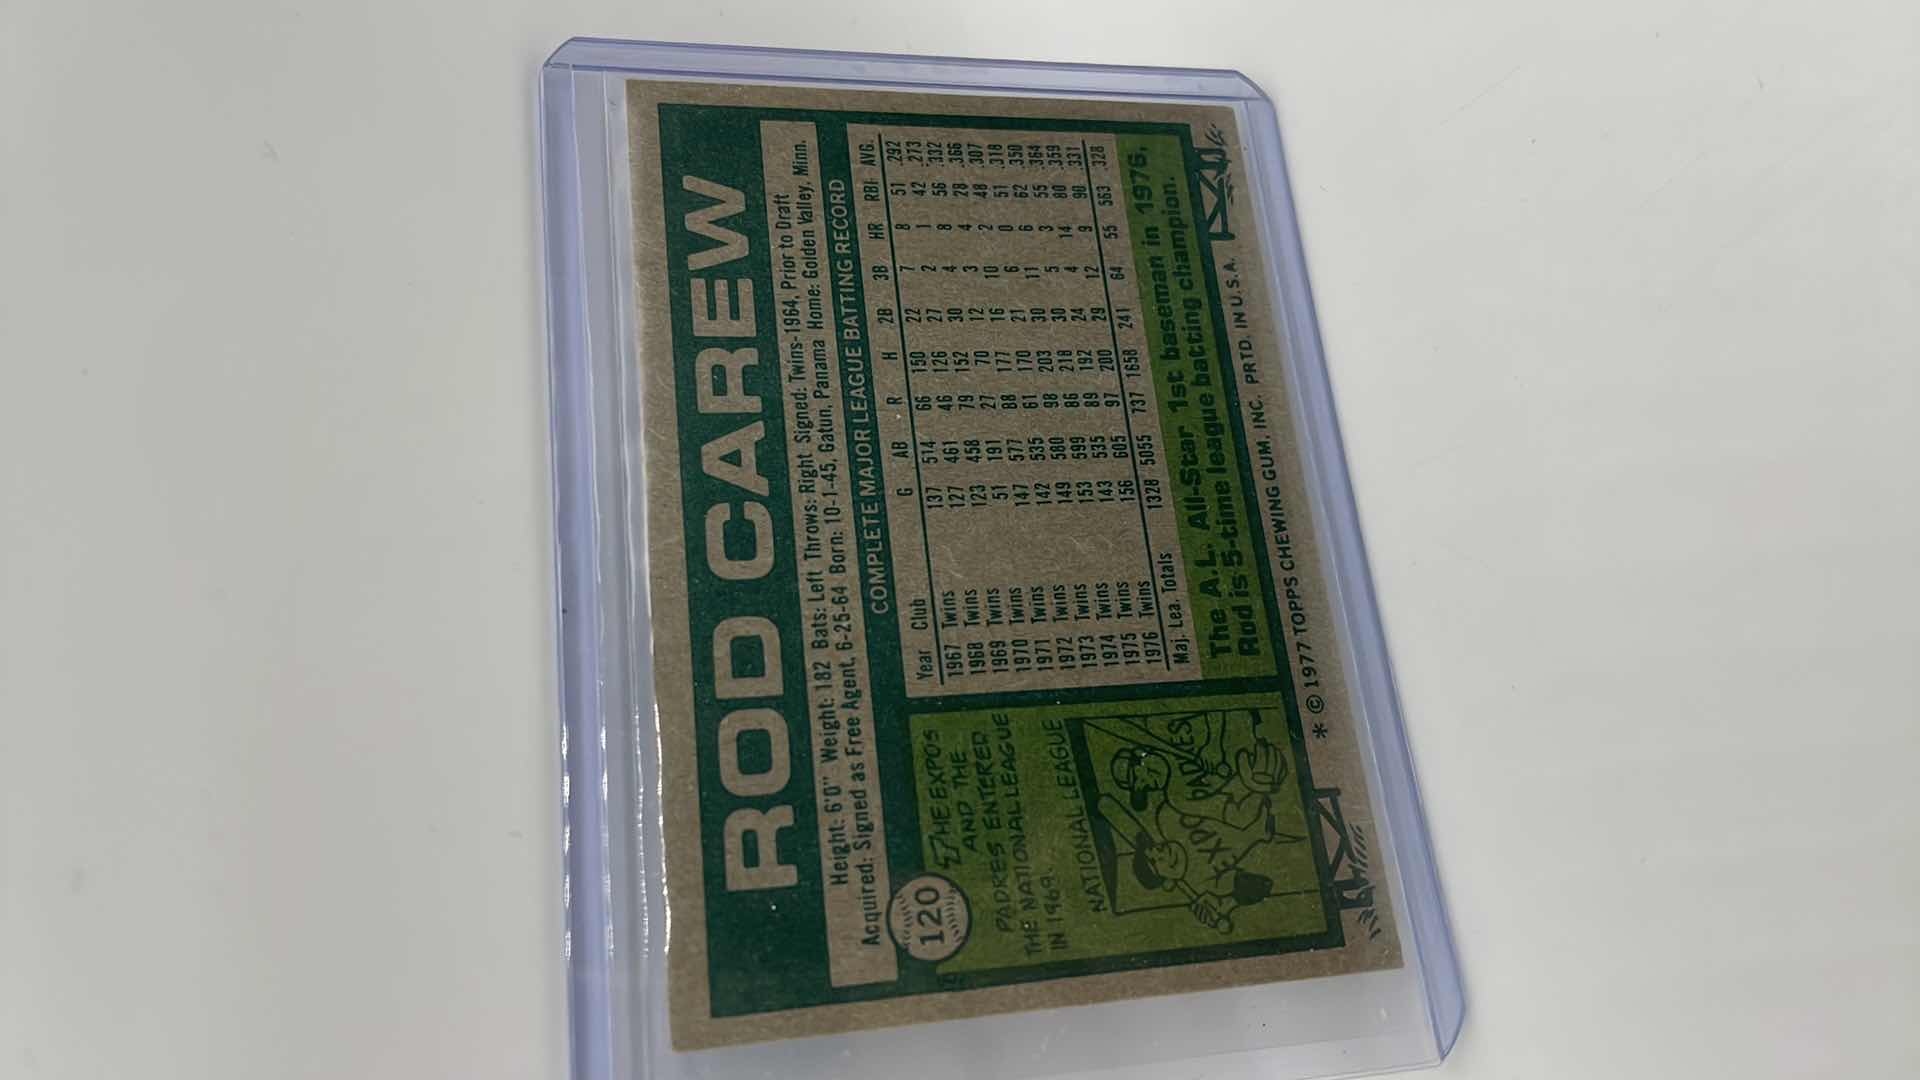 ROD CAREW
Height: 6'0" Weight: 182 Bats: Left Throws: Right Signed: Twins-1964, Prior to Draft
Acquired: Signed as Free Agent, 6-25-64 Born: 10-1-45, Gatun, Panama Home: Golden Valley, Minn.
120
COMPLETE MAJOR LEAGUE BATTING RECORD
Year Club G AB R H 2B 3B HR RBI AVG.
1967 Twins 137 514 66 150 22 7 8 51 .292
1968 Twins 127 461 46 126 27 2 1 42 .273
1969 Twins 123 458 79 152 30 4 8 56 .332
1970 Twins 51 191 27 70 12 3 4 28 .366
1971 Twins 147 577 88 177 16 10 2 48 .307
1972 Twins 142 535 61 170 21 6 0 51 .318
1973 Twins 149 580 98 203 30 11 6 62 .350
1974 Twins 153 599 86 218 30 5 3 55 .364
1975 Twins 143 535 89 192 24 4 14 80 .359
1976 Twins 156 605 97 200 29 12 9 90 .331
Maj. Lea. Totals 1328 5055 737 1658 241 64 55 563 .328
THE EXPOS
AND THE
PADRES ENTERED
THE NATIONAL LEAGUE
IN 1969.
NATIONAL LEAGUE
EXPO
PADRES
The A.L. All-Star 1st baseman in 1976,
Rod is 5-time league batting champion.
* © 1977 TOPPS CHEWING GUM, INC. PRTD. IN U.S.A.